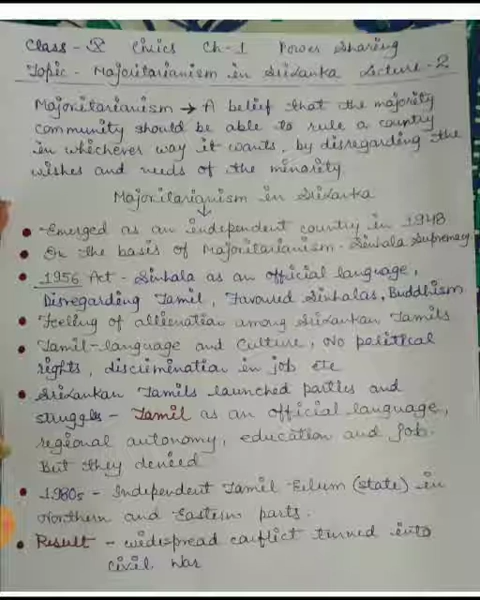 Class - X Civics Ch-1 Power Sharing
Topic - Majoritarianism in SriLanka Lecture - 2
Majoritarianism → A belief that the majority
community should be able to rule a country
in whichever way it wants, by disregarding the
wishes and needs of the minority.
Majoritarianism in SriLanka
↓
• Emerged as an independent country in 1948
• On the basis of Majoritarianism - Sinhala Supremacy
• 1956 Act - Sinhala as an official language,
Disregarding Tamil, Favoured Sinhalas, Buddhism
• Feeling of alienation among SriLankan Tamils
• Tamil-language and Culture, No political
rights, discrimination in job etc
• SriLankan Tamils launched parties and
struggles - Tamil as an official language,
regional autonomy, education and job.
But they denied
• 1980s - Independent Tamil Eelum (state) in
Northern and Eastern parts.
• Result - widespread conflict turned into
civil war